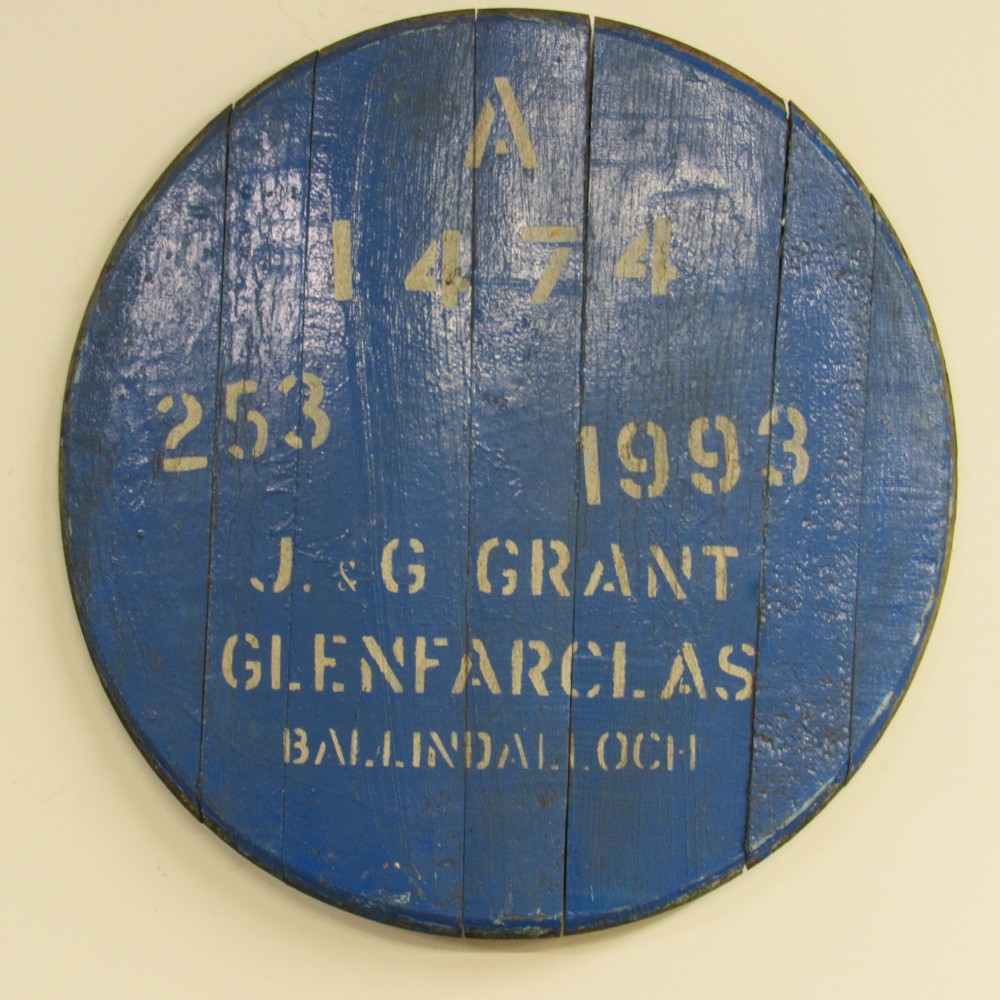 A
1474
253 1993
J. & G GRANT
GLENFARCLAS
BALLINDALLOCH